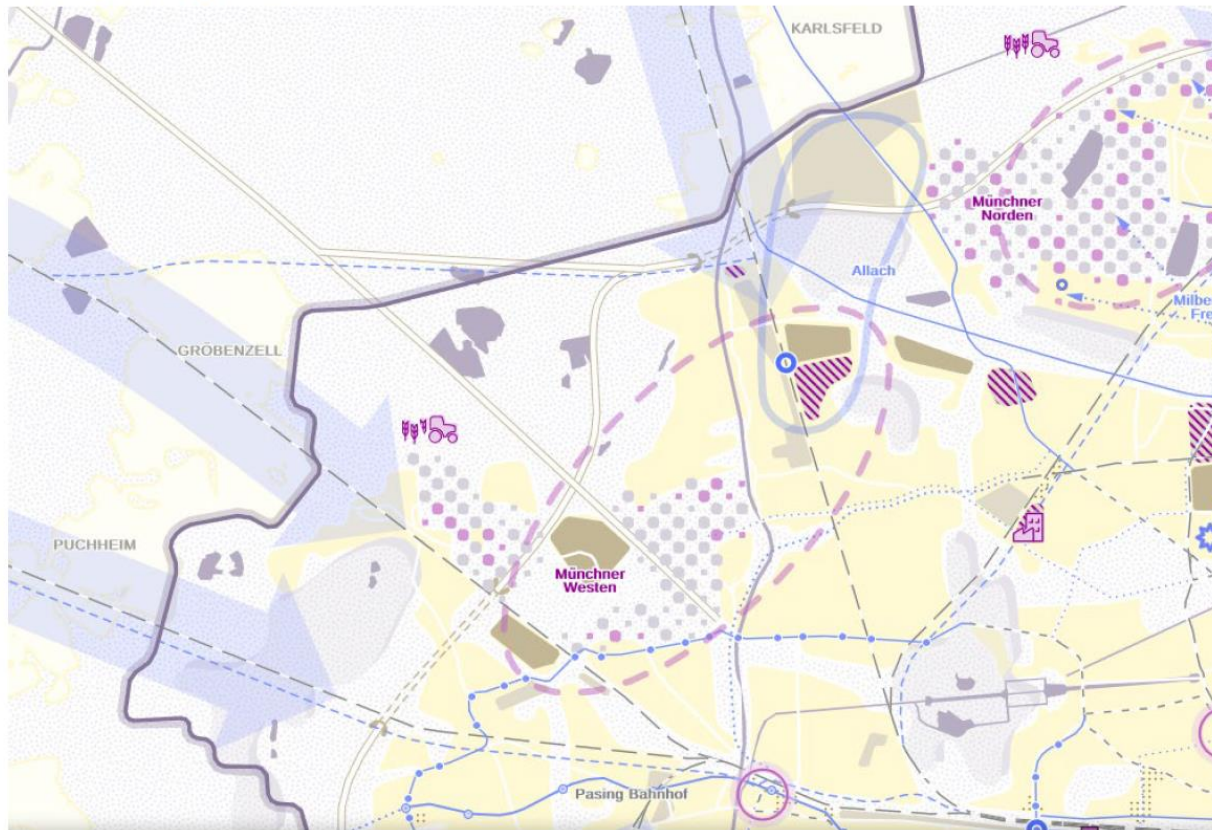 KARLSFELD
Münchner
Norden
Allach
GRÖBENZELL
PUCHHEIM
Münchner
Westen
Pasing Bahnhof